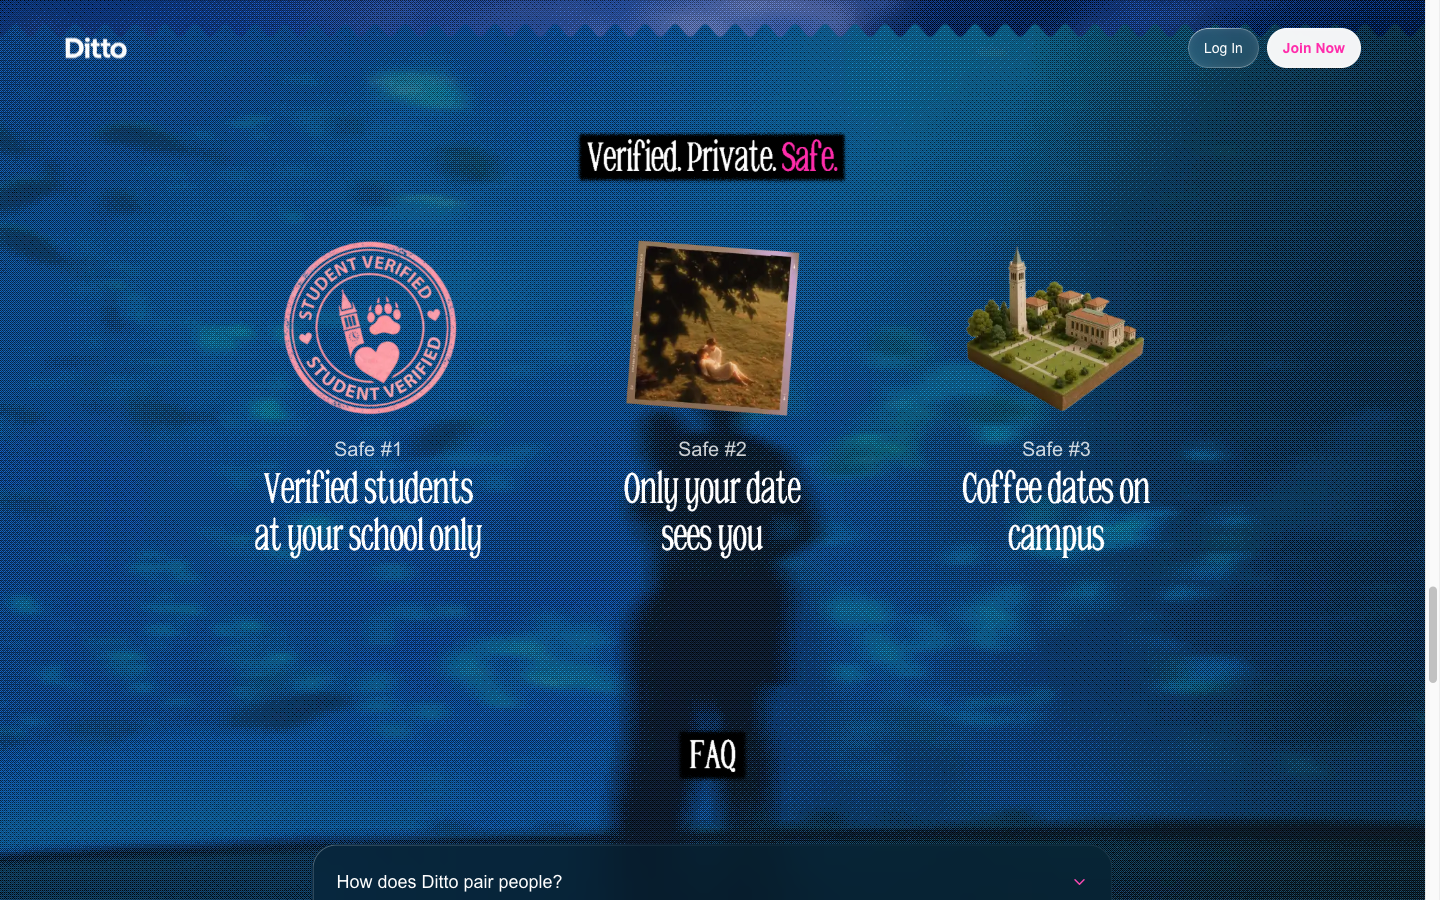 Ditto
Log In
Join Now
Verified. Private. Safe.
STUDENT VERIFIED
STUDENT VERIFIED
Safe #1
Verified students
at your school only
Safe #2
Only your date
sees you
Safe #3
Coffee dates on
campus
FAQ
How does Ditto pair people?